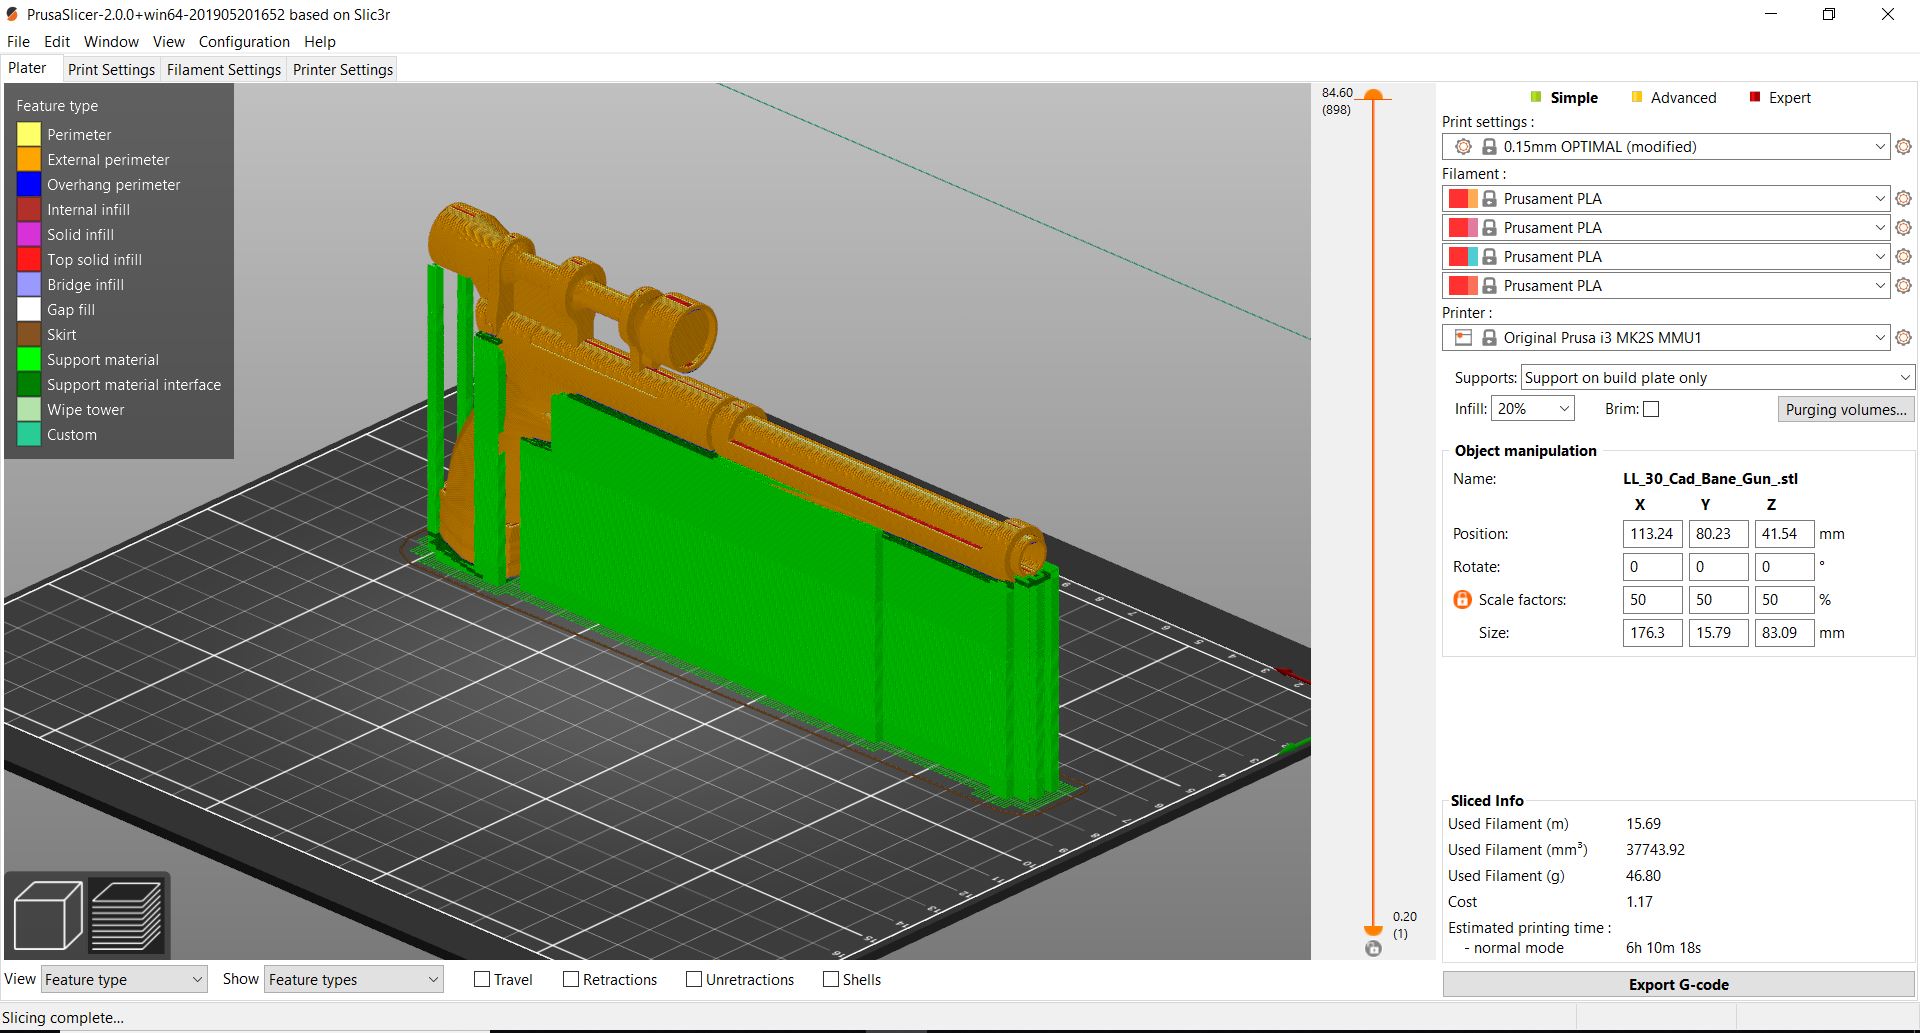 PrusaSlicer-2.0.0+win64-201905201652 based on Slic3r
File Edit Window View Configuration Help
Plater Print Settings Filament Settings Printer Settings
Feature type
Perimeter
External perimeter
Overhang perimeter
Internal infill
Solid infill
Top solid infill
Bridge infill
Gap fill
Skirt
Support material
Support material interface
Wipe tower
Custom
84.60
(898)
0.20
(1)
Simple Advanced Expert
Print settings :
0.15mm OPTIMAL (modified)
Filament :
Prusament PLA
Prusament PLA
Prusament PLA
Prusament PLA
Printer :
Original Prusa i3 MK2S MMU1
Supports: Support on build plate only
Infill: 20% Brim: Purging volumes...
Object manipulation
Name: LL_30_Cad_Bane_Gun_.stl
X Y Z
Position: 113.24 80.23 41.54 mm
Rotate: 0 0 0 °
Scale factors: 50 50 50 %
Size: 176.3 15.79 83.09 mm
Sliced Info
Used Filament (m) 15.69
Used Filament (mm³) 37743.92
Used Filament (g) 46.80
Cost 1.17
Estimated printing time :
- normal mode 6h 10m 18s
Export G-code
View Feature type Show Feature types Travel Retractions Unretractions Shells
Slicing complete...